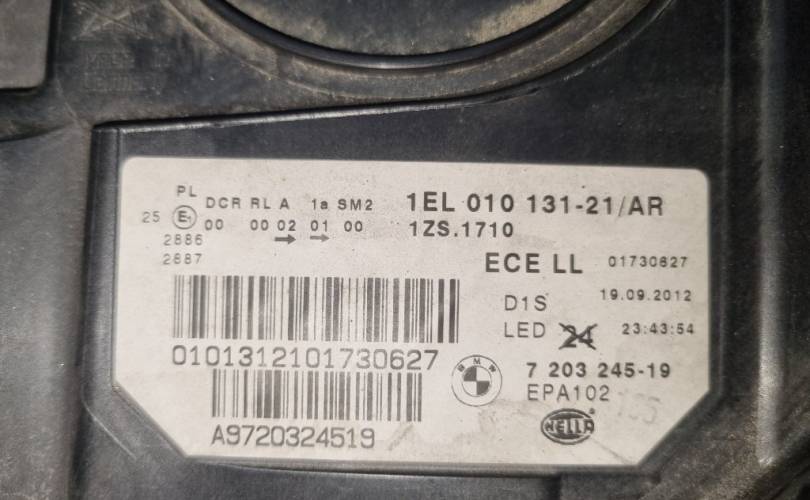 PL DCR RL A 1a SM2
25 E1 00 00 02 01 00
2886
2887
1EL 010 131-21/AR
1ZS.1710
ECE LL 01730627
D1S 19.09.2012
LED 24 23:43:54
0101312101730627
BMW 7 203 245-19
EPA102
A9720324519
HELLA®